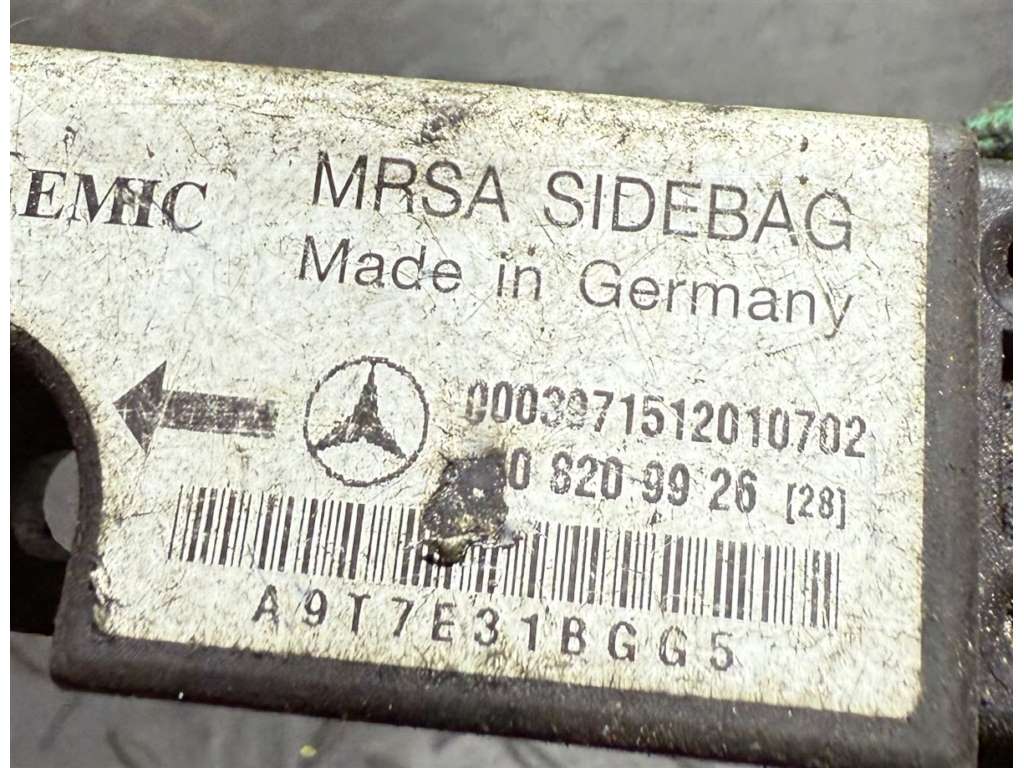 EMIC
MRSA SIDEBAG
Made in Germany
0003971512010702
0 820 99 26 [28]
A9T7E31BGG5